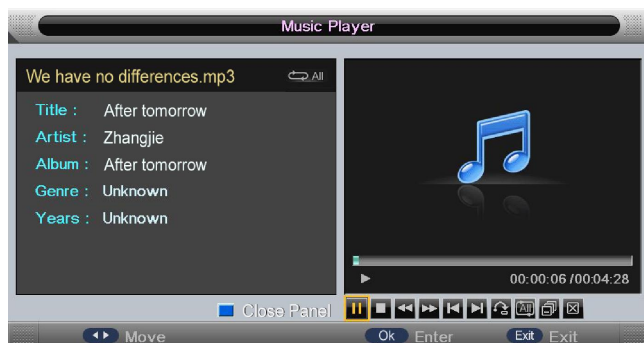 Music Player
We have no differences.mp3
All
Title : After tomorrow
Artist : Zhangjie
Album : After tomorrow
Genre : Unknown
Years : Unknown
00:00:06 /00:04:28
Close Panel
All
Move
Ok Enter
Exit Exit